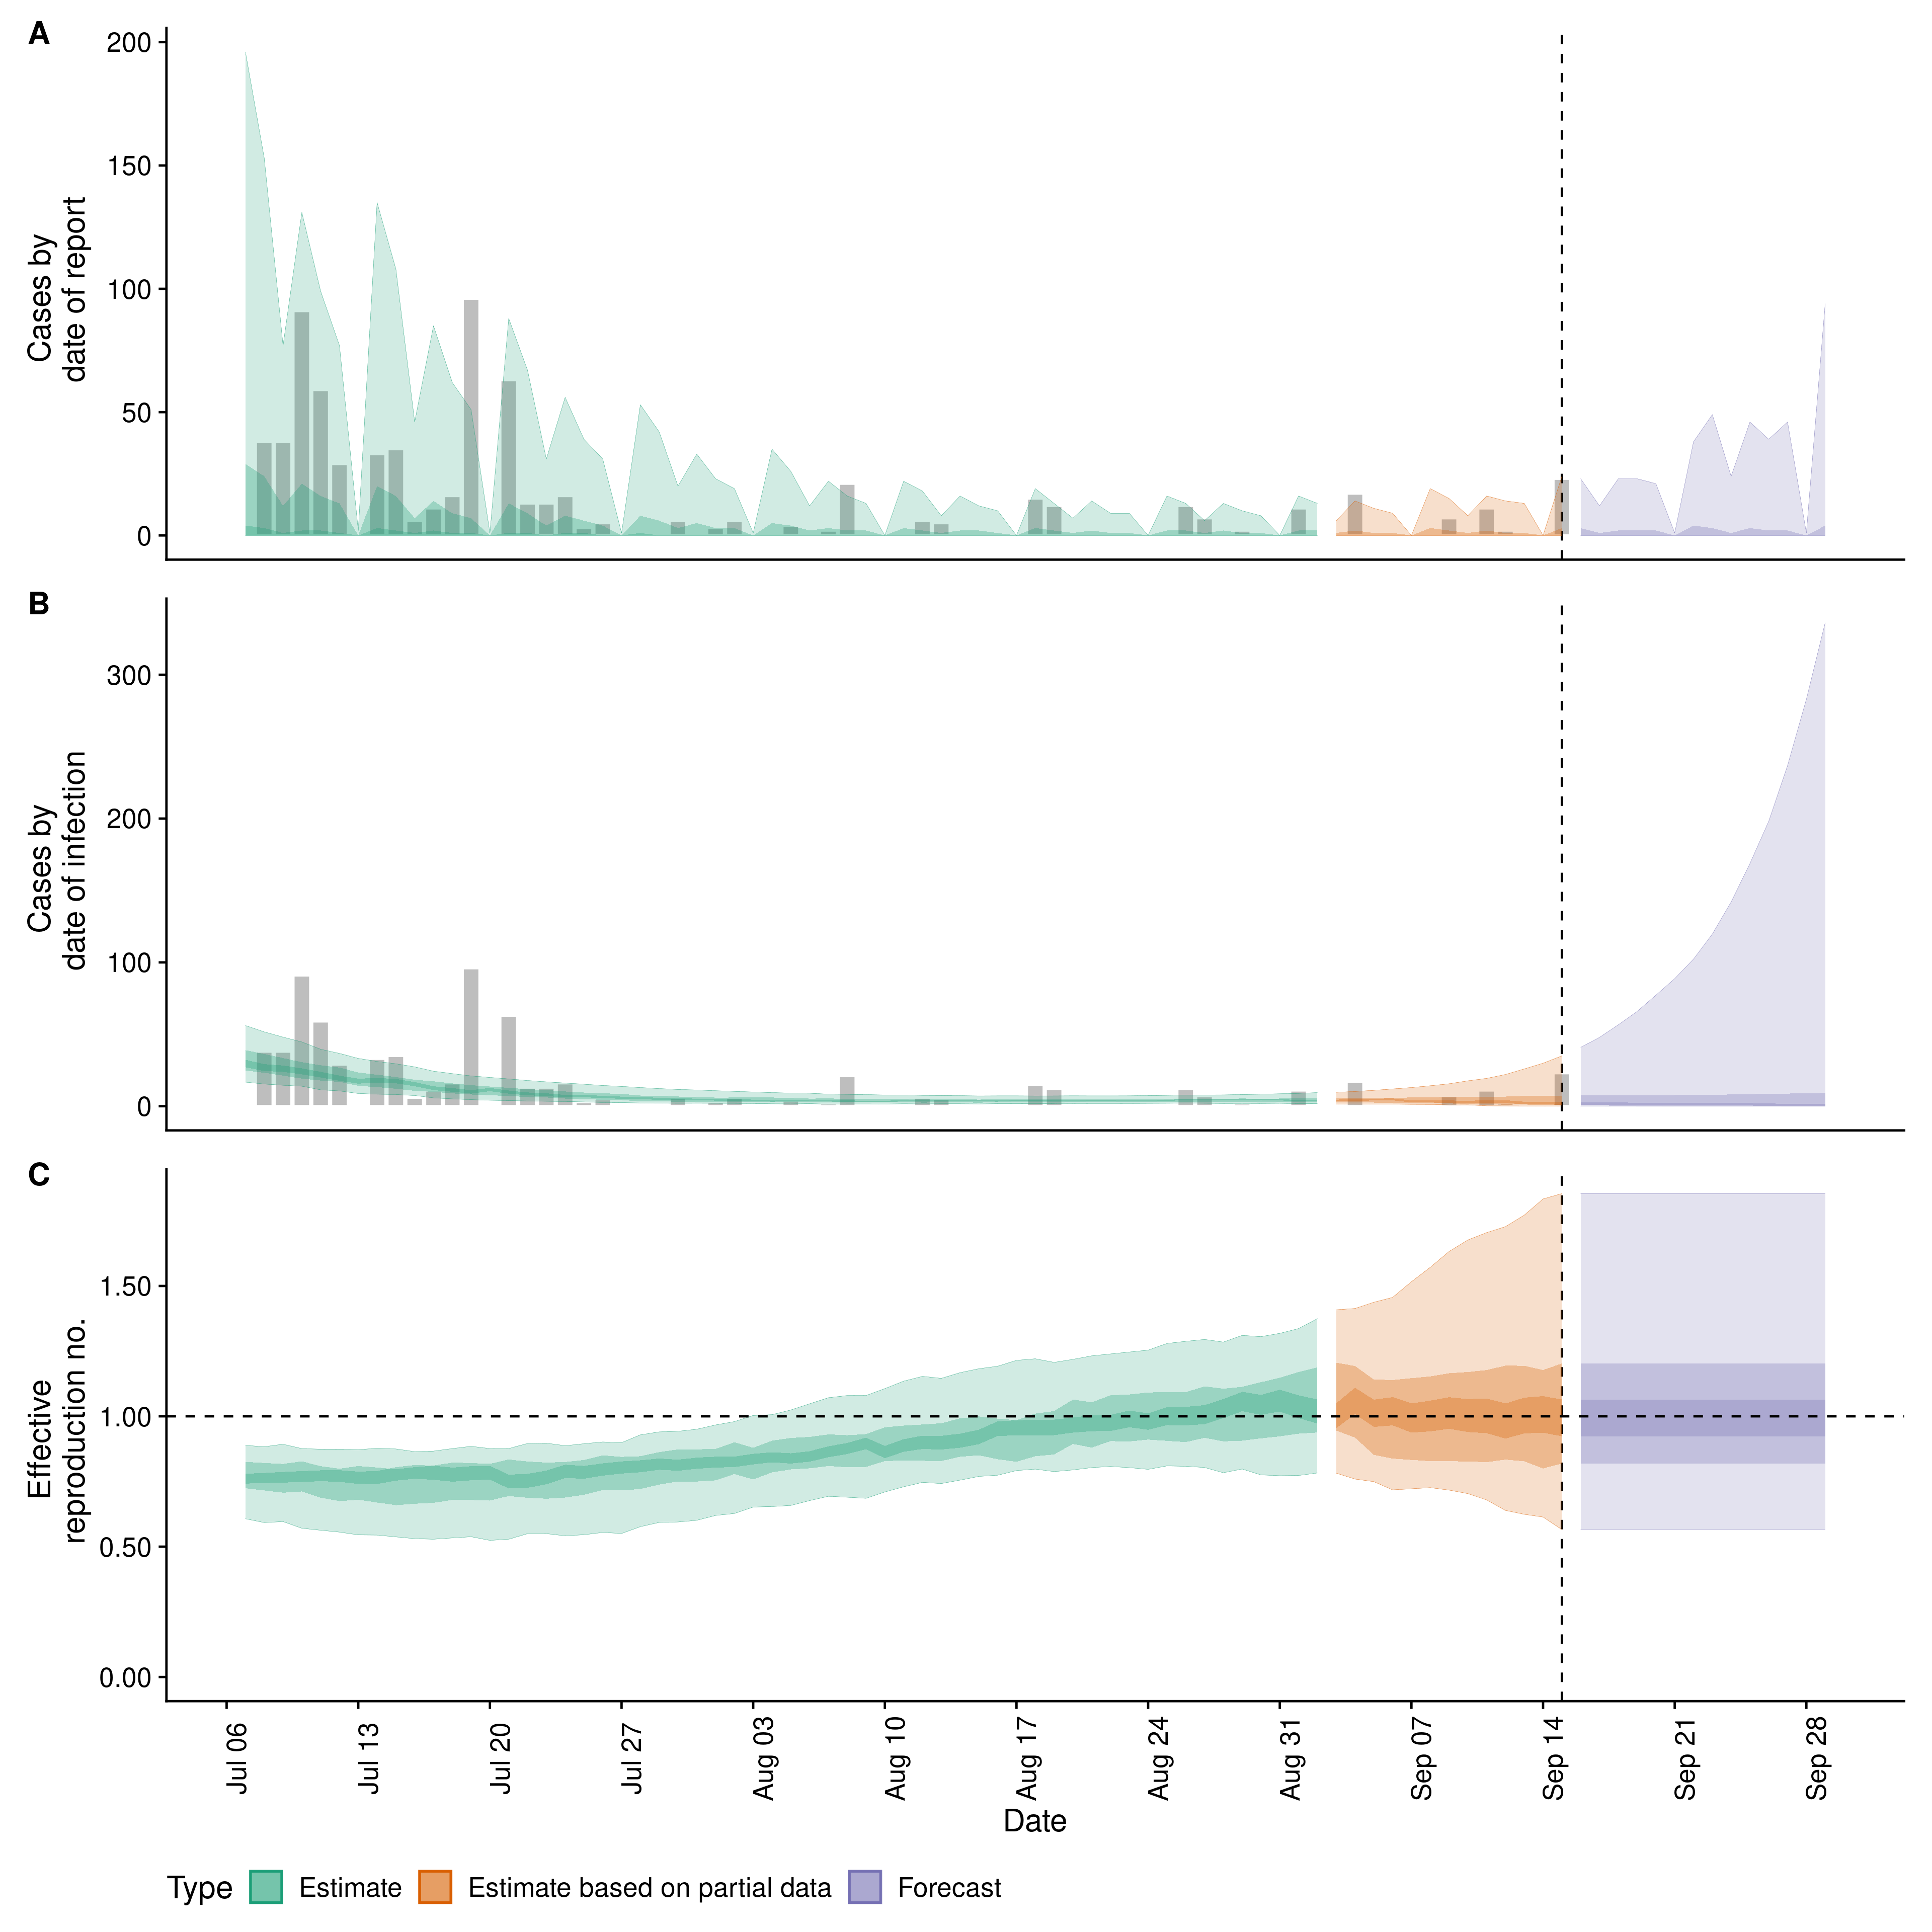 A
200
150
100
50
0
Cases by
date of report
B
300
200
100
0
Cases by
date of infection
C
1.50
1.00
0.50
0.00
Effective
reproduction no.
Jul 06
Jul 13
Jul 20
Jul 27
Aug 03
Aug 10
Aug 17
Aug 24
Aug 31
Sep 07
Sep 14
Sep 21
Sep 28
Date
Type Estimate Estimate based on partial data Forecast